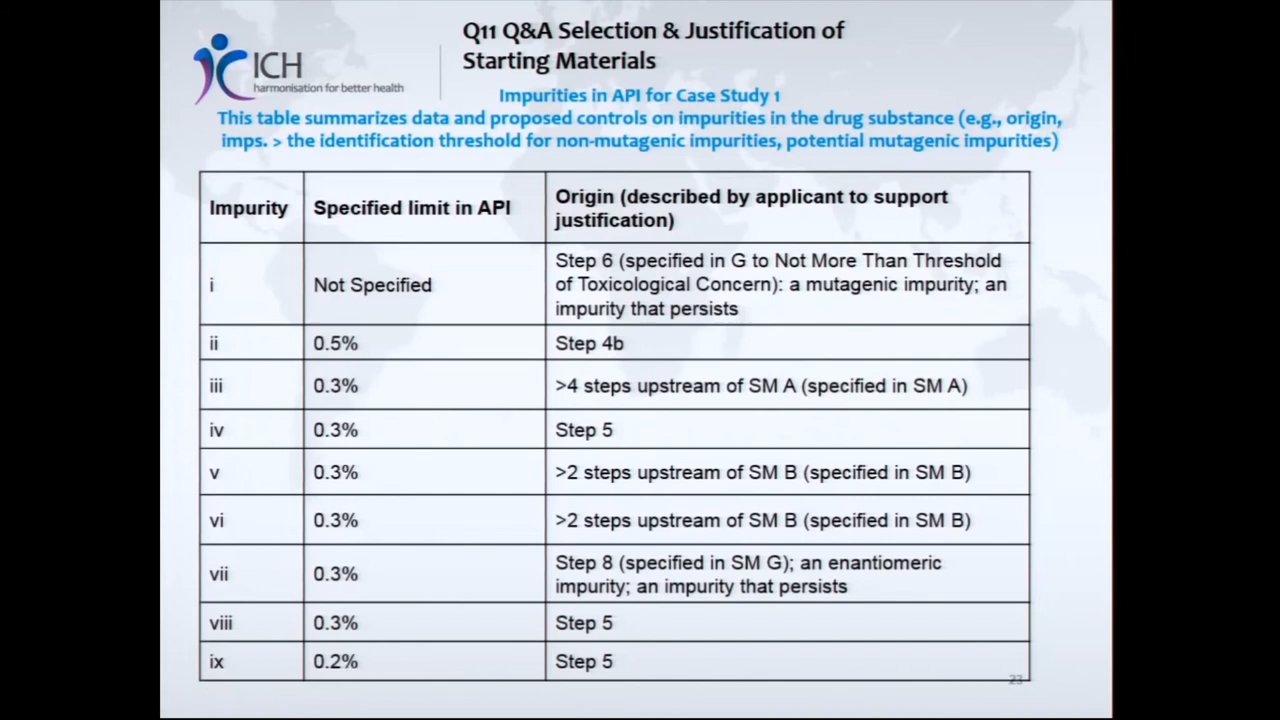 Q11 Q&A Selection & Justification of
Starting Materials
ICH
harmonisation for better health
Impurities in API for Case Study 1
This table summarizes data and proposed controls on impurities in the drug substance (e.g., origin,
imps. > the identification threshold for non-mutagenic impurities, potential mutagenic impurities)
Impurity
Specified limit in API
Origin (described by applicant to support
justification)
i
Not Specified
Step 6 (specified in G to Not More Than Threshold
of Toxicological Concern): a mutagenic impurity; an
impurity that persists
ii
0.5%
Step 4b
iii
0.3%
>4 steps upstream of SM A (specified in SM A)
iv
0.3%
Step 5
v
0.3%
>2 steps upstream of SM B (specified in SM B)
vi
0.3%
>2 steps upstream of SM B (specified in SM B)
vii
0.3%
Step 8 (specified in SM G); an enantiomeric
impurity; an impurity that persists
viii
0.3%
Step 5
ix
0.2%
Step 5
23